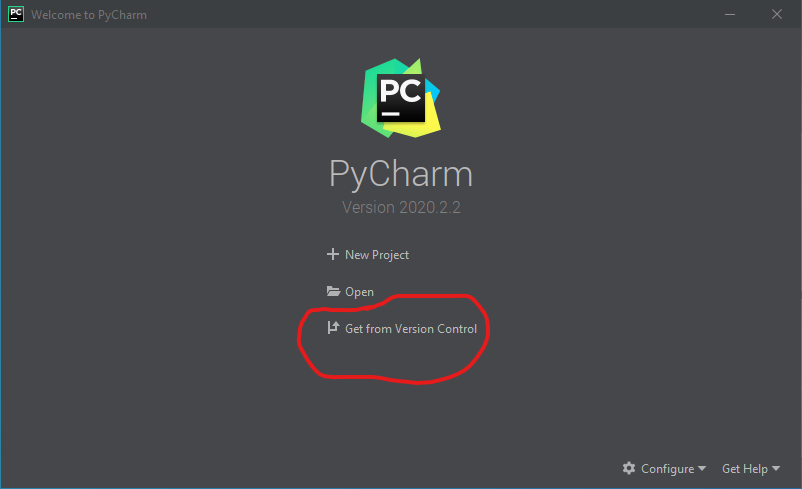 PC
Welcome to PyCharm
PC
PyCharm
Version 2020.2.2
New Project
Open
Get from Version Control
Configure
Get Help